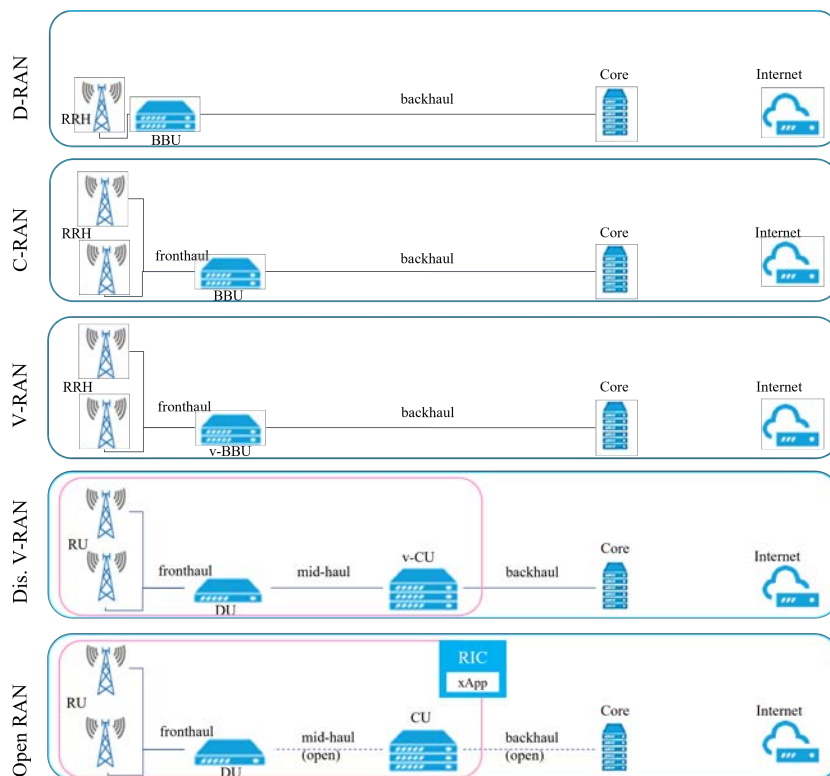 D-RAN
RRH
BBU
backhaul
Core
Internet
C-RAN
RRH
fronthaul
BBU
backhaul
Core
Internet
V-RAN
RRH
fronthaul
v-BBU
backhaul
Core
Internet
Dis. V-RAN
RU
fronthaul
DU
mid-haul
v-CU
backhaul
Core
Internet
Open RAN
RU
fronthaul
DU
mid-haul
(open)
CU
RIC
xApp
backhaul
(open)
Core
Internet